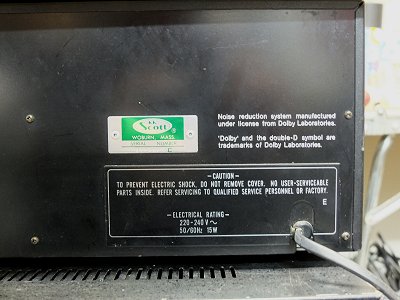 Noise reduction system manufactured
under license from Dolby Laboratories.
'Dolby' and the double-D symbol are
trademarks of Dolby Laboratories.
H.H.
Scott ®
WOBURN, MASS.
SERIAL NUMBER
E
— CAUTION —
TO PREVENT ELECTRIC SHOCK, DO NOT REMOVE COVER. NO USER-SERVICEABLE
PARTS INSIDE. REFER SERVICING TO QUALIFIED SERVICE PERSONNEL OR FACTORY.
E
— ELECTRICAL RATING —
220-240V ~
50/60Hz 15W